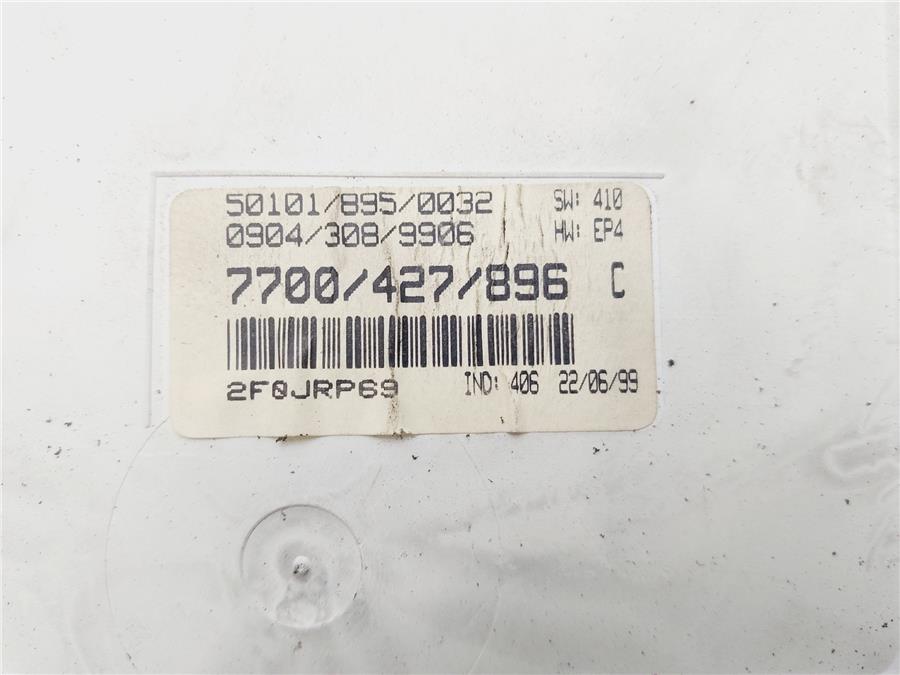 50101/895/0032 SW: 410
0904/308/9906 HW: EP4
7700/427/896 C
2F0JRP69 IND: 406 22/06/99